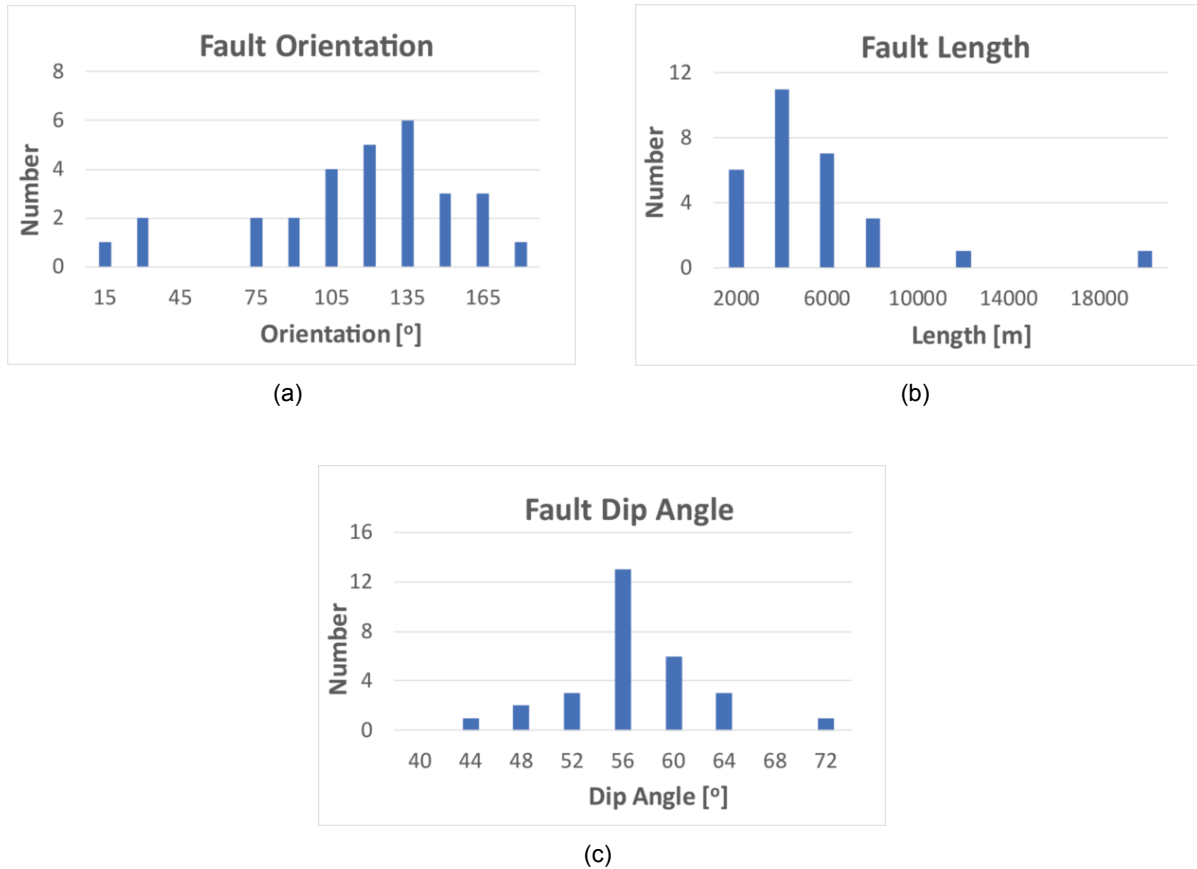 Fault Orientation
8
6
4
2
0
Number
15 45 75 105 135 165
Orientation [º]
(a)
Fault Length
12
8
4
0
Number
2000 6000 10000 14000 18000
Length [m]
(b)
Fault Dip Angle
16
12
8
4
0
Number
40 44 48 52 56 60 64 68 72
Dip Angle [º]
(c)